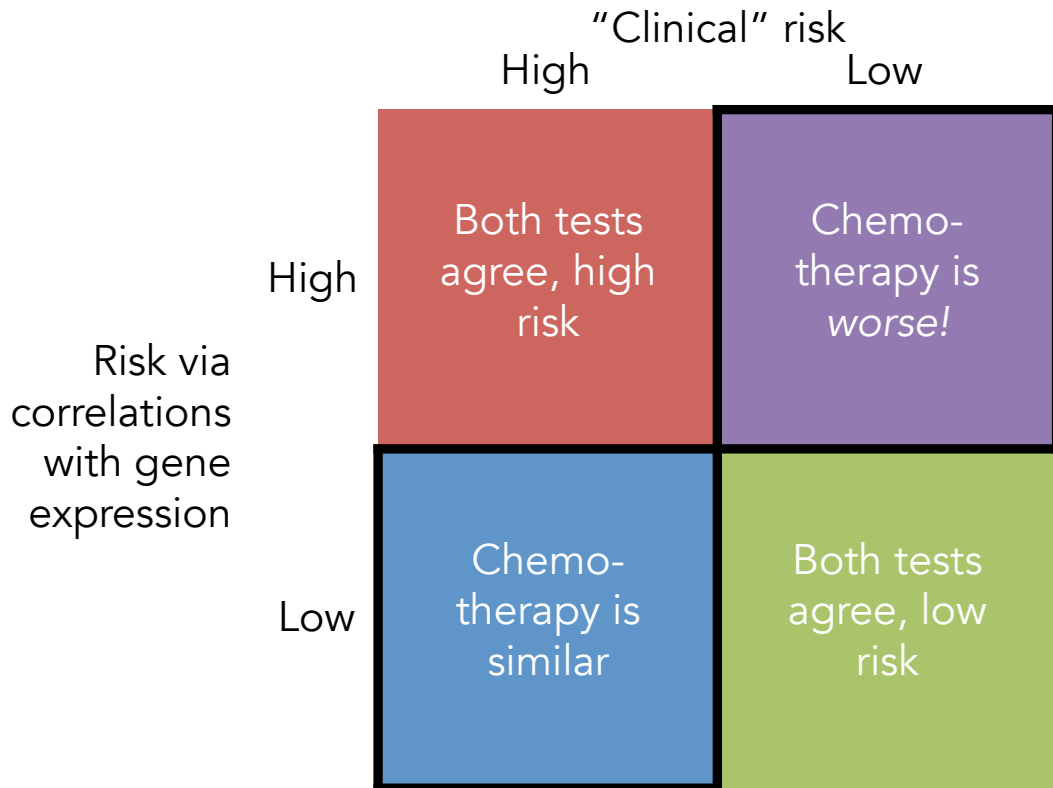 “Clinical” risk
High
Low
Both tests
agree, high
risk
Chemo-
therapy is
worse!
High
Risk via
correlations
with gene
expression
Low
Chemo-
therapy is
similar
Both tests
agree, low
risk